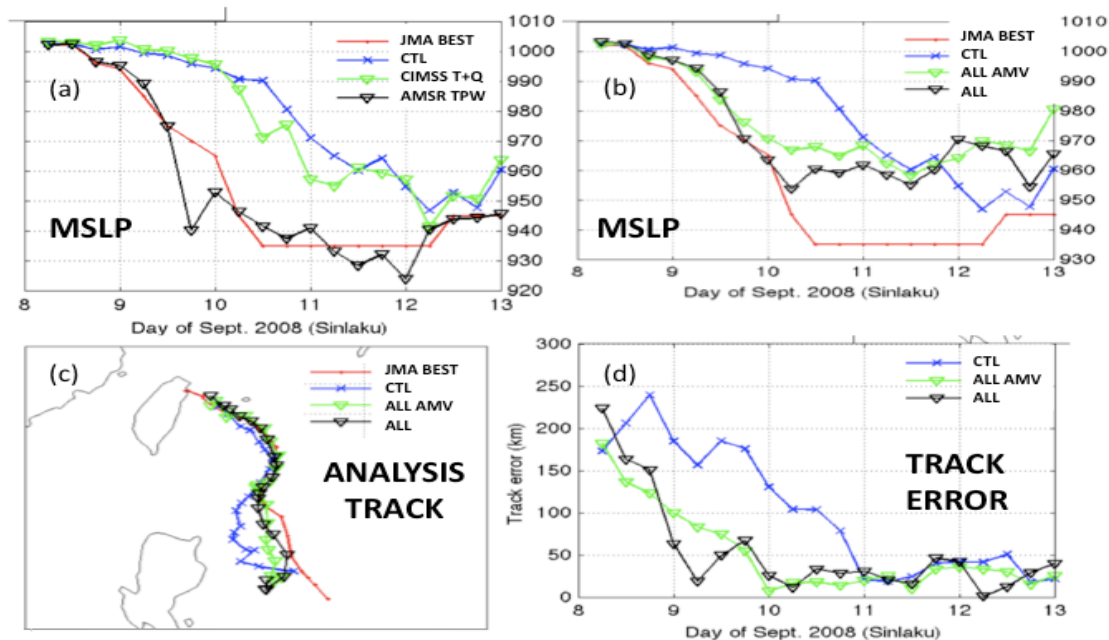 (a)
JMA BEST
CTL
CIMSS T+Q
AMSR TPW
MSLP
1010
1000
990
980
970
960
950
940
930
920
8 9 10 11 12 13
Day of Sept. 2008 (Sinlaku)
(b)
JMA BEST
CTL
ALL AMV
ALL
MSLP
1010
1000
990
980
970
960
950
940
930
920
8 9 10 11 12 13
Day of Sept. 2008 (Sinlaku)
(c)
JMA BEST
CTL
ALL AMV
ALL
ANALYSIS
TRACK
(d)
CTL
ALL AMV
ALL
TRACK
ERROR
Track error (km)
300
250
200
150
100
50
0
8 9 10 11 12 13
Day of Sept. 2008 (Sinlaku)